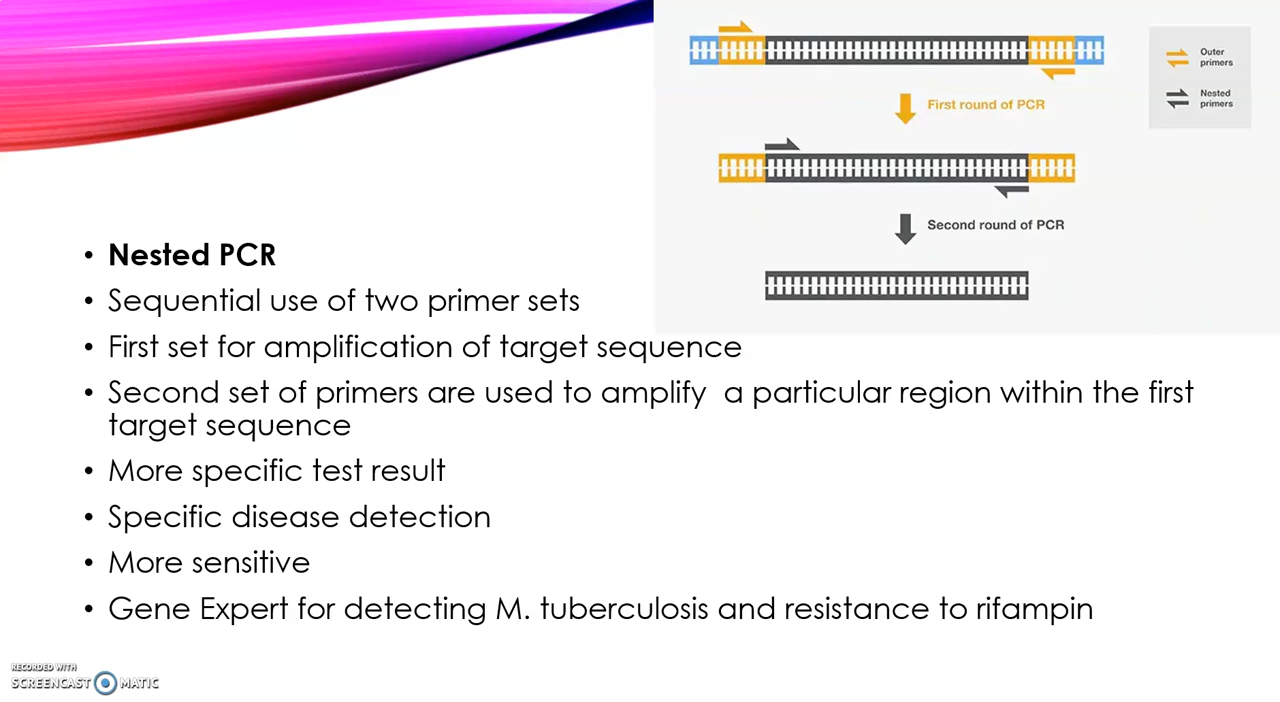 Outer
primers
First round of PCR
Nested
primers
Second round of PCR
• Nested PCR
• Sequential use of two primer sets
• First set for amplification of target sequence
• Second set of primers are used to amplify  a particular region within the first
target sequence
• More specific test result
• Specific disease detection
• More sensitive
• Gene Expert for detecting M. tuberculosis and resistance to rifampin
RECORDED WITH
SCREENCAST MATIC